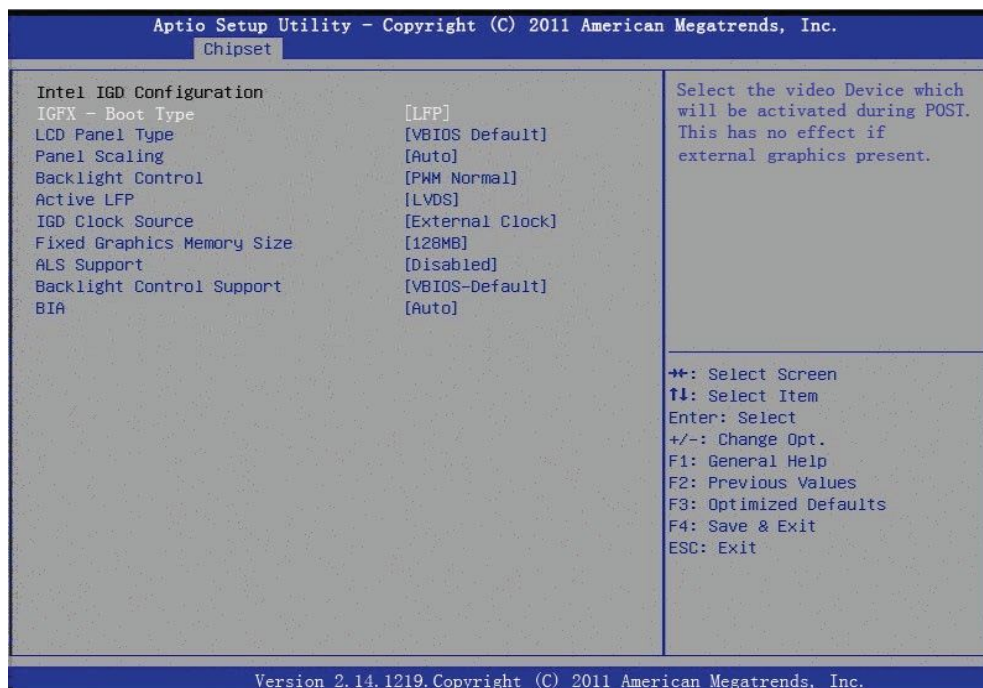 Aptio Setup Utility - Copyright (C) 2011 American Megatrends, Inc.
Chipset
Intel IGD Configuration
IGFX - Boot Type [LFP]
LCD Panel Type [VBIOS Default]
Panel Scaling [Auto]
Backlight Control [PWM Normal]
Active LFP [LVDS]
IGD Clock Source [External Clock]
Fixed Graphics Memory Size [128MB]
ALS Support [Disabled]
Backlight Control Support [VBIOS-Default]
BIA [Auto]
Select the video Device which
will be activated during POST.
This has no effect if
external graphics present.
→←: Select Screen
↑↓: Select Item
Enter: Select
+/-: Change Opt.
F1: General Help
F2: Previous Values
F3: Optimized Defaults
F4: Save & Exit
ESC: Exit
Version 2.14.1219.Copyright (C) 2011 American Megatrends, Inc.